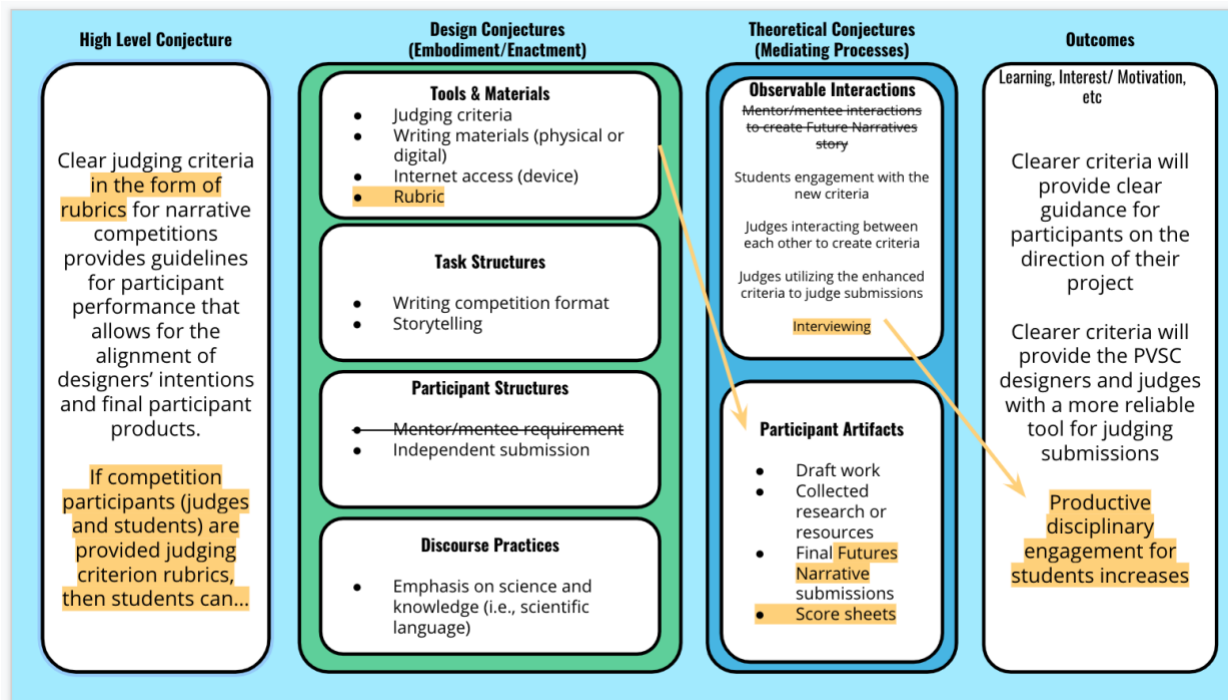 High Level Conjecture
Clear judging criteria
in the form of
rubrics for narrative
competitions
provides guidelines
for participant
performance that
allows for the
alignment of
designers’ intentions
and final participant
products.
If competition
participants (judges
and students) are
provided judging
criterion rubrics,
then students can...
Design Conjectures
(Embodiment/Enactment)
Tools & Materials
● Judging criteria
● Writing materials (physical or
digital)
● Internet access (device)
● Rubric
Task Structures
● Writing competition format
● Storytelling
Participant Structures
● Mentor/mentee requirement
● Independent submission
Discourse Practices
● Emphasis on science and
knowledge (i.e., scientific
language)
Theoretical Conjectures
(Mediating Processes)
Observable Interactions
Mentor/mentee interactions
to create Future Narratives
story
Students engagement with the
new criteria
Judges interacting between
each other to create criteria
Judges utilizing the enhanced
criteria to judge submissions
Interviewing
Participant Artifacts
● Draft work
● Collected
research or
resources
● Final Futures
Narrative
submissions
● Score sheets
Outcomes
Learning, Interest/ Motivation,
etc
Clearer criteria will
provide clear
guidance for
participants on the
direction of their
project
Clearer criteria will
provide the PVSC
designers and judges
with a more reliable
tool for judging
submissions
Productive
disciplinary
engagement for
students increases